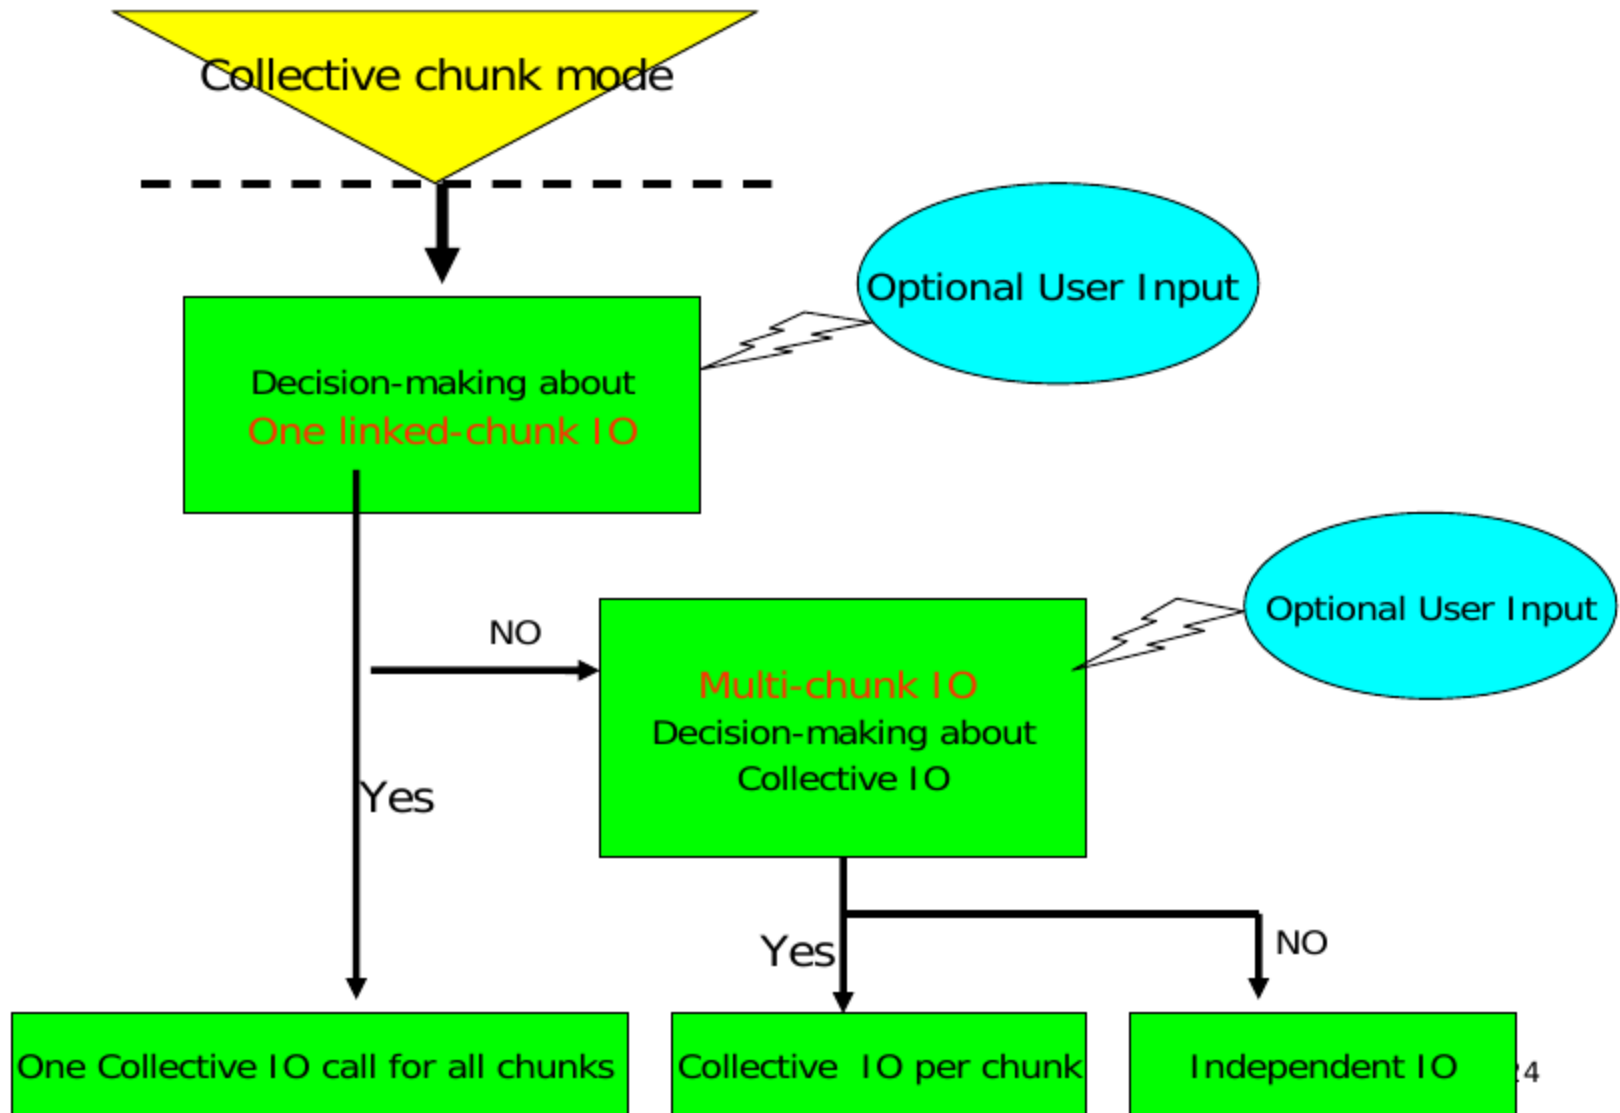 Collective chunk mode
Optional User Input
Decision-making about
One linked-chunk IO
NO
Optional User Input
Multi-chunk IO
Decision-making about
Collective IO
Yes
Yes
NO
One Collective IO call for all chunks
Collective IO per chunk
Independent IO